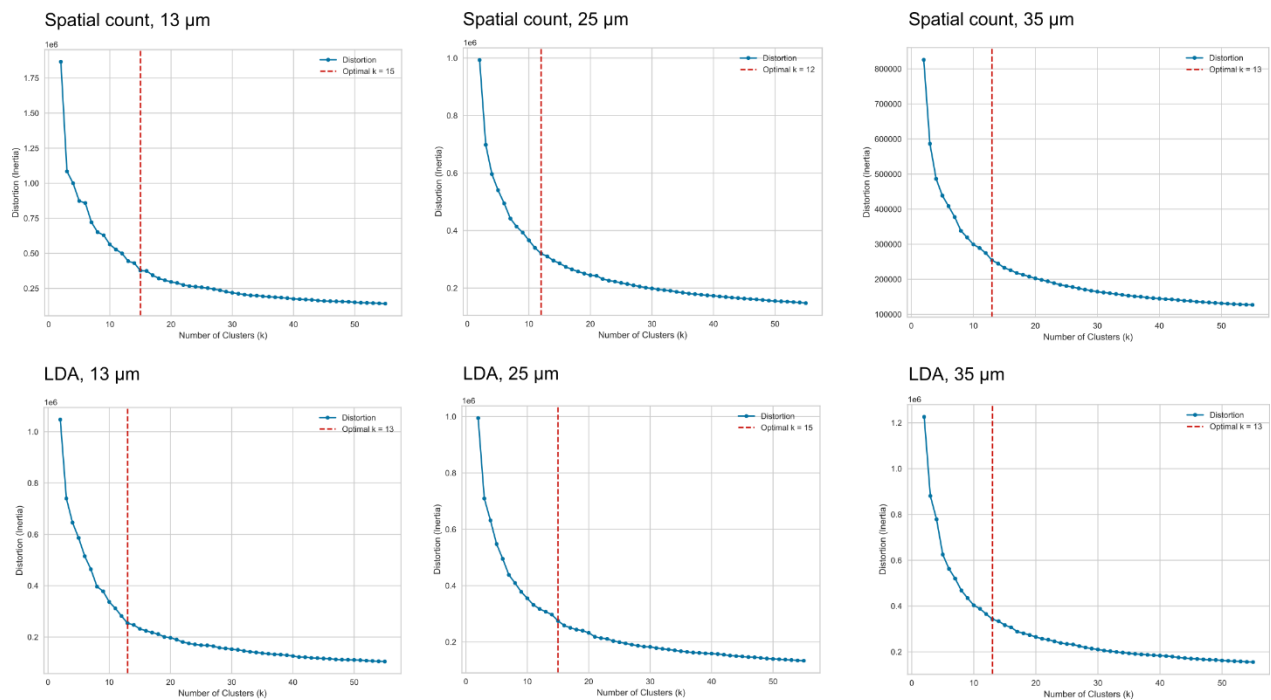 Spatial count, 13 µm
1e6
Distortion
Optimal k = 15
Distortion (Inertia)
1.75
1.50
1.25
1.00
0.75
0.50
0.25
0 10 20 30 40 50
Number of Clusters (k)
Spatial count, 25 µm
1e6
Distortion
Optimal k = 12
Distortion (Inertia)
1.0
0.8
0.6
0.4
0.2
0 10 20 30 40 50
Number of Clusters (k)
Spatial count, 35 µm
Distortion
Optimal k = 13
Distortion (Inertia)
800000
700000
600000
500000
400000
300000
200000
100000
0 10 20 30 40 50
Number of Clusters (k)
LDA, 13 µm
1e6
Distortion
Optimal k = 13
Distortion (Inertia)
1.0
0.8
0.6
0.4
0.2
0 10 20 30 40 50
Number of Clusters (k)
LDA, 25 µm
1e6
Distortion
Optimal k = 15
Distortion (Inertia)
1.0
0.8
0.6
0.4
0.2
0 10 20 30 40 50
Number of Clusters (k)
LDA, 35 µm
1e6
Distortion
Optimal k = 13
Distortion (Inertia)
1.2
1.0
0.8
0.6
0.4
0.2
0 10 20 30 40 50
Number of Clusters (k)